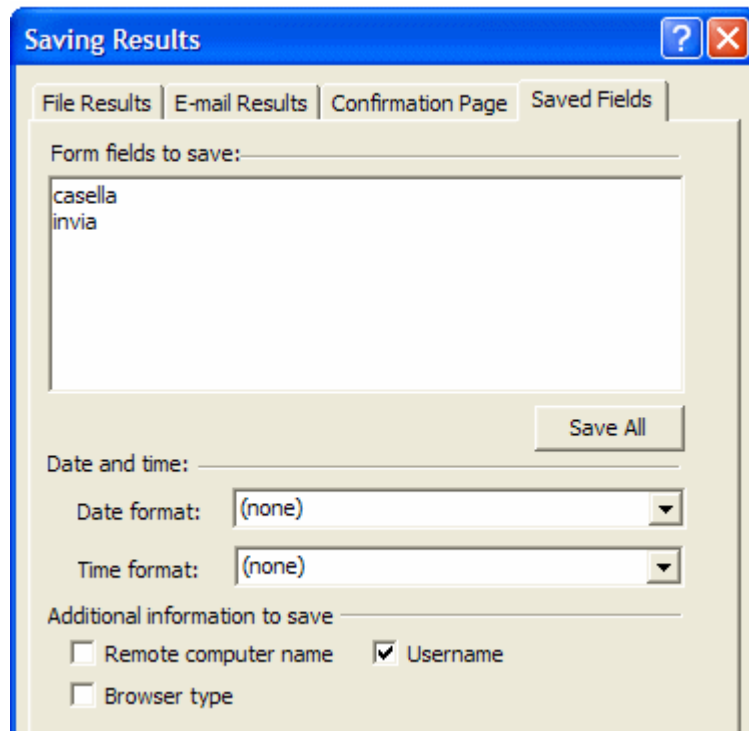 Saving Results
File Results E-mail Results Confirmation Page Saved Fields
Form fields to save:
casella
invia
Save All
Date and time:
Date format: (none)
Time format: (none)
Additional information to save
Remote computer name Username
Browser type